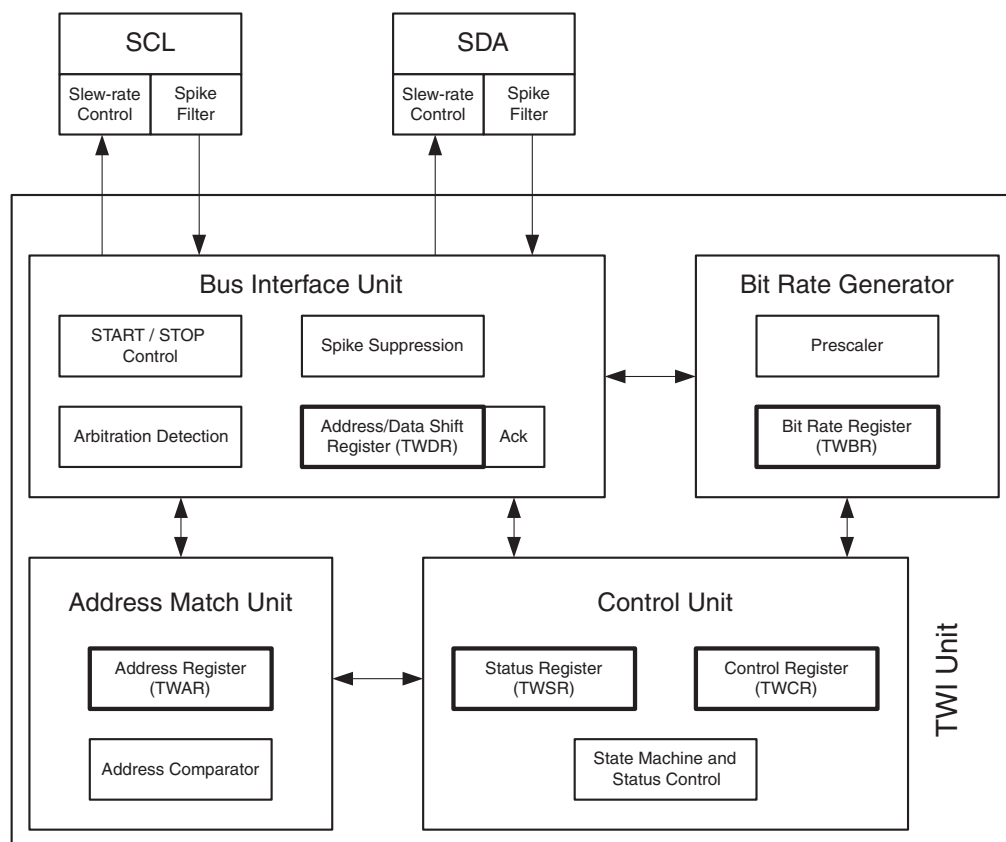 SCL
Slew-rate
Control
Spike
Filter
SDA
Slew-rate
Control
Spike
Filter
Bus Interface Unit
START / STOP
Control
Spike Suppression
Arbitration Detection
Address/Data Shift
Register (TWDR)
Ack
Bit Rate Generator
Prescaler
Bit Rate Register
(TWBR)
Address Match Unit
Address Register
(TWAR)
Address Comparator
Control Unit
Status Register
(TWSR)
Control Register
(TWCR)
State Machine and
Status Control
TWI Unit